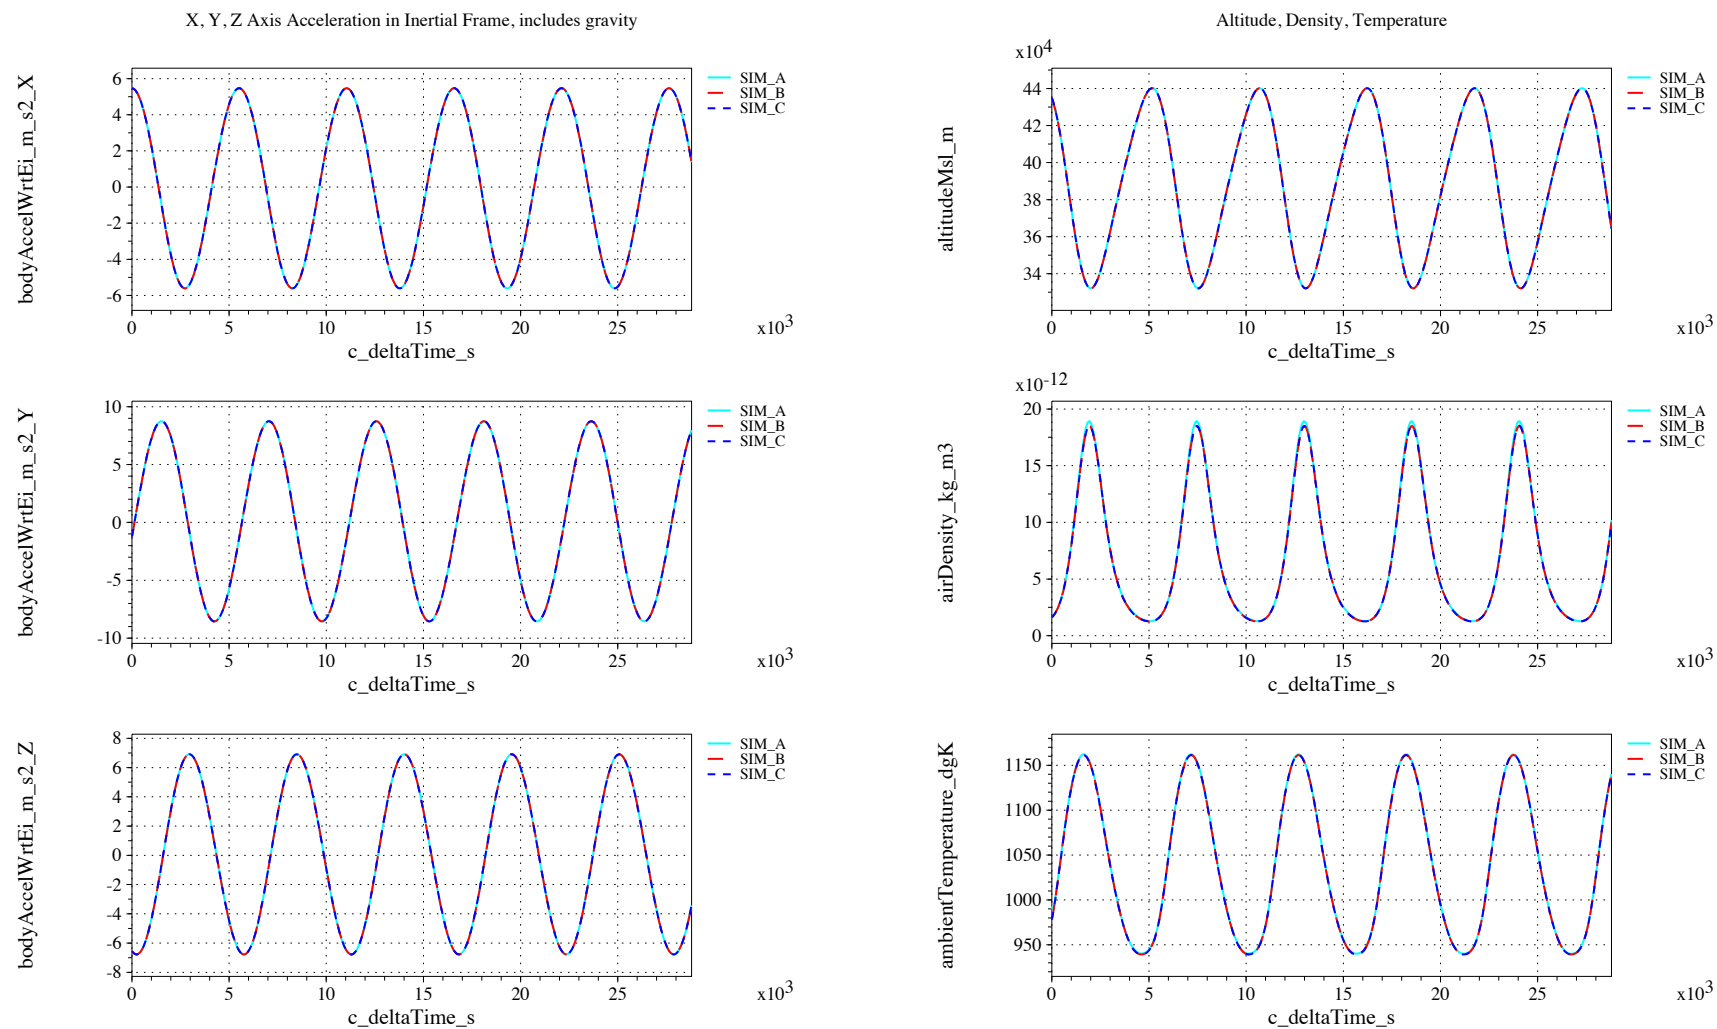 X, Y, Z Axis Acceleration in Inertial Frame, includes gravity
bodyAccelWrtEi_m_s2_X
6
4
2
0
-2
-4
-6
0 5 10 15 20 25
x10^3
c_deltaTime_s
SIM_A
SIM_B
SIM_C
bodyAccelWrtEi_m_s2_Y
10
5
0
-5
-10
0 5 10 15 20 25
x10^3
c_deltaTime_s
SIM_A
SIM_B
SIM_C
bodyAccelWrtEi_m_s2_Z
8
6
4
2
0
-2
-4
-6
-8
0 5 10 15 20 25
x10^3
c_deltaTime_s
SIM_A
SIM_B
SIM_C
Altitude, Density, Temperature
x10^4
altitudeMsl_m
44
42
40
38
36
34
0 5 10 15 20 25
x10^3
c_deltaTime_s
SIM_A
SIM_B
SIM_C
x10^-12
airDensity_kg_m3
20
15
10
5
0
0 5 10 15 20 25
x10^3
c_deltaTime_s
SIM_A
SIM_B
SIM_C
ambientTemperature_dgK
1150
1100
1050
1000
950
0 5 10 15 20 25
x10^3
c_deltaTime_s
SIM_A
SIM_B
SIM_C